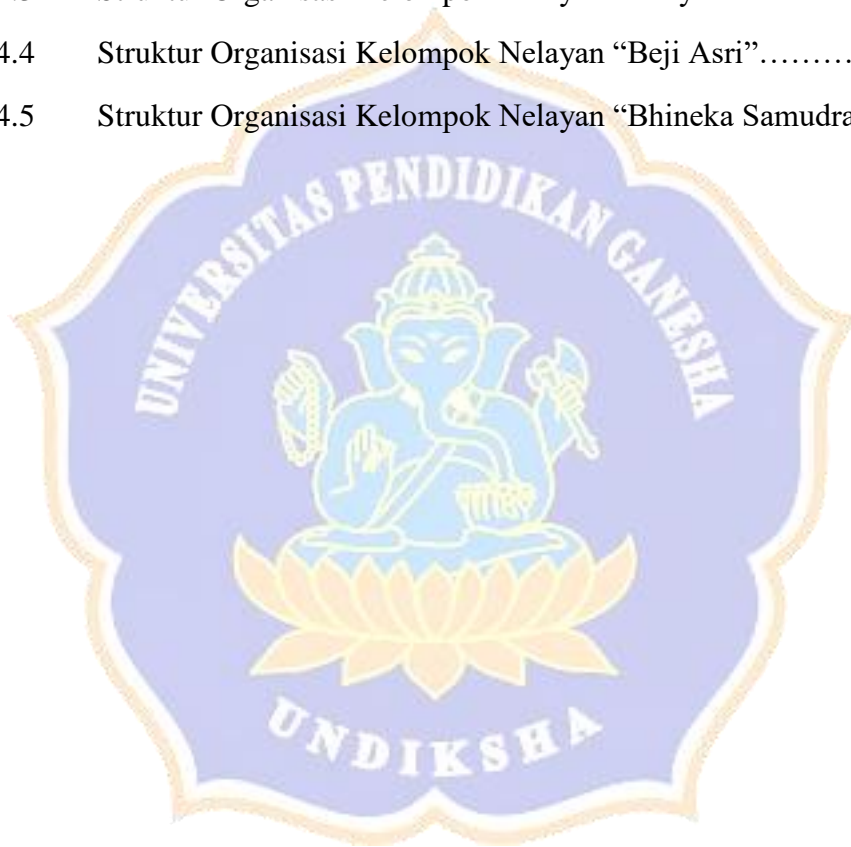 4.4 Struktur Organisasi Kelompok Nelayan “Beji Asri”………
4.5 Struktur Organisasi Kelompok Nelayan “Bhineka Samudra
UNIVERSITAS PENDIDIKAN GANESHA
UNDIKSHA